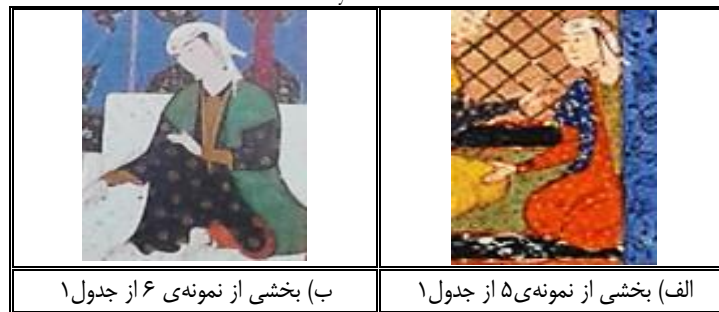 الف) بخشی از نمونه‌ی۵ از جدول۱
ب) بخشی از نمونه‌ی ۶ از جدول۱